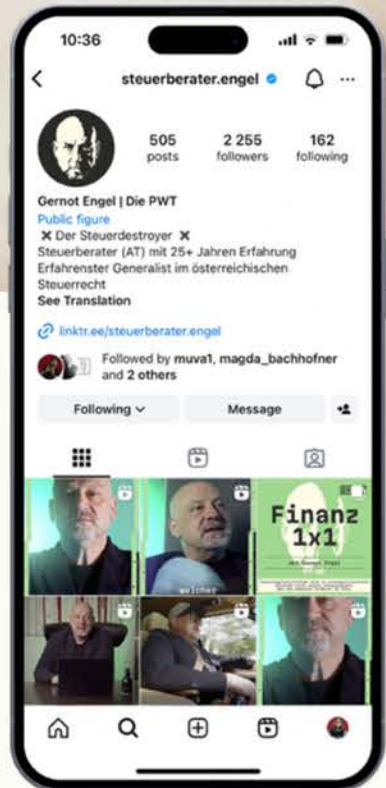 10:36
steuerberater.engel
505 2 255 162
posts followers following
Gernot Engel | Die PWT
Public figure
✕ Der Steuerdestroyer ✕
Steuerberater (AT) mit 25+ Jahren Erfahrung
Erfahrenster Generalist im österreichischen
Steuerrecht
See Translation
linktr.ee/steuerberater.engel
Followed by muva1, magda_bachhofner
and 2 others
Following Message
welcher
Finanz
1x1